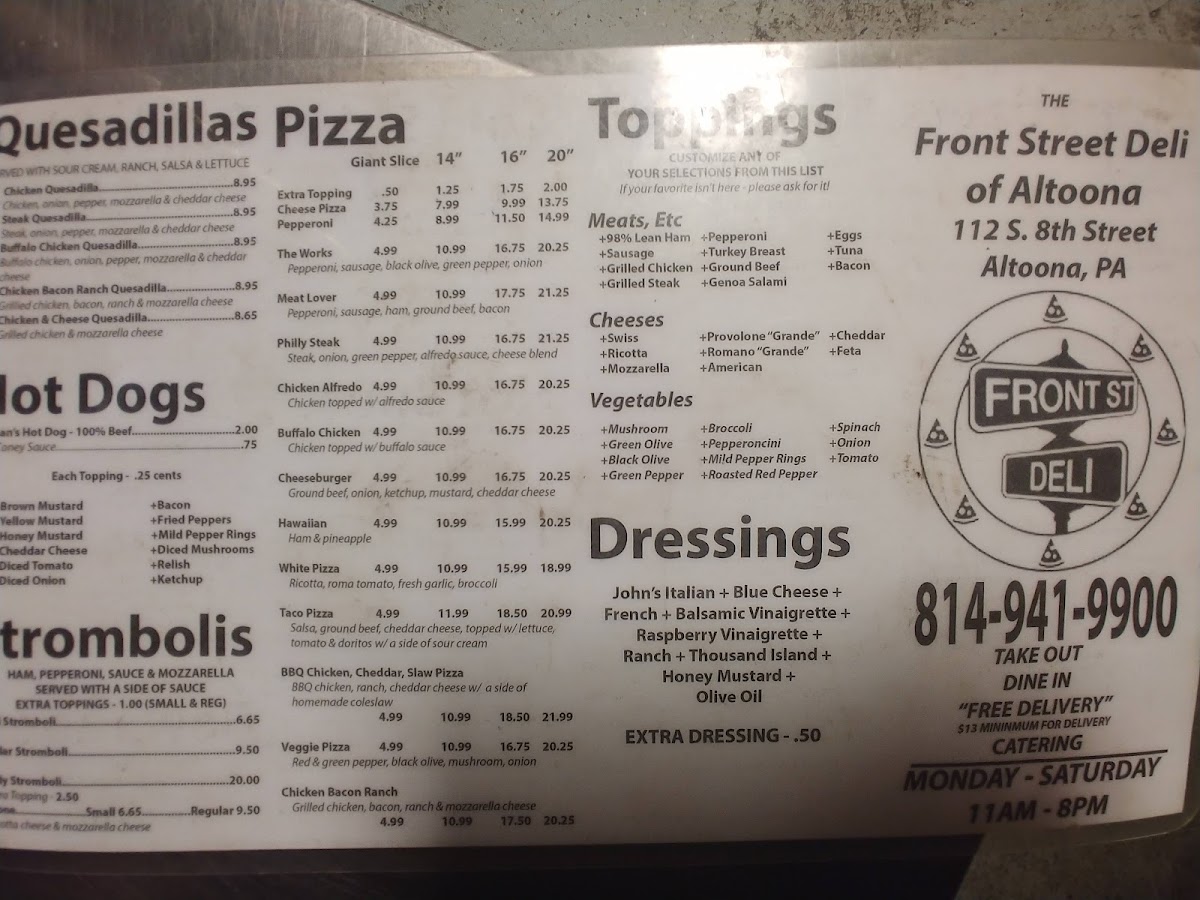 Quesadillas
SOUR CREAM, RANCH, SALSA & LETTUCE
Chicken Quesadilla 8.95
Chicken, onion, pepper, mozzarella & cheddar cheese
Steak Quesadilla 8.95
Steak, onion, pepper, mozzarella & cheddar cheese
Buffalo Chicken Quesadilla 8.95
Buffalo chicken, onion, pepper, mozzarella & cheddar
cheese
Chicken Bacon Ranch Quesadilla 8.95
Grilled chicken, bacon, ranch & mozzarella cheese
Chicken & Cheese Quesadilla 8.65
Grilled chicken & mozzarella cheese
Dogs
Hot Dog - 100% Beef 2.00
Sauce .75
Each Topping - .25 cents
Brown Mustard +Bacon
Yellow Mustard +Fried Peppers
Honey Mustard +Mild Pepper Rings
Cheddar Cheese +Diced Mushrooms
Diced Tomato +Relish
Diced Onion +Ketchup
trombolis
HAM, PEPPERONI, SAUCE & MOZZARELLA
SERVED WITH A SIDE OF SAUCE
EXTRA TOPPINGS - 1.00 (SMALL & REG)
Stromboli 6.65
Stromboli 9.50
Stromboli 20.00
Topping - 2.50
Small 6.65 Regular 9.50
cheese & mozzarella cheese
Pizza
Giant Slice 14" 16" 20"
Extra Topping .50 1.25 1.75 2.00
Cheese Pizza 3.75 7.99 9.99 13.75
Pepperoni 4.25 8.99 11.50 14.99
The Works 4.99 10.99 16.75 20.25
Pepperoni, sausage, black olive, green pepper, onion
Meat Lover 4.99 10.99 17.75 21.25
Pepperoni, sausage, ham, ground beef, bacon
Philly Steak 4.99 10.99 16.75 21.25
Steak, onion, green pepper, alfredo sauce, cheese blend
Chicken Alfredo 4.99 10.99 16.75 20.25
Chicken topped w/ alfredo sauce
Buffalo Chicken 4.99 10.99 16.75 20.25
Chicken topped w/ buffalo sauce
Cheeseburger 4.99 10.99 16.75 20.25
Ground beef, onion, ketchup, mustard, cheddar cheese
Hawaiian 4.99 10.99 15.99 20.25
Ham & pineapple
White Pizza 4.99 10.99 15.99 18.99
Ricotta, roma tomato, fresh garlic, broccoli
Taco Pizza 4.99 11.99 18.50 20.99
Salsa, ground beef, cheddar cheese, topped w/ lettuce,
tomato & doritos w/ a side of sour cream
BBQ Chicken, Cheddar, Slaw Pizza
BBQ chicken, ranch, cheddar cheese w/ a side of
homemade coleslaw
4.99 10.99 18.50 21.99
Veggie Pizza 4.99 10.99 16.75 20.25
Red & green pepper, black olive, mushroom, onion
Chicken Bacon Ranch
Grilled chicken, bacon, ranch & mozzarella cheese
4.99 10.99 17.50 20.25
Toppings
CUSTOMIZE ANY OF
YOUR SELECTIONS FROM THIS LIST
If your favorite isn't here - please ask for it!
Meats, Etc
+98% Lean Ham +Pepperoni +Eggs
+Sausage +Turkey Breast +Tuna
+Grilled Chicken +Ground Beef +Bacon
+Grilled Steak +Genoa Salami
Cheeses
+Swiss +Provolone "Grande" +Cheddar
+Ricotta +Romano "Grande" +Feta
+Mozzarella +American
Vegetables
+Mushroom +Broccoli +Spinach
+Green Olive +Pepperoncini +Onion
+Black Olive +Mild Pepper Rings +Tomato
+Green Pepper +Roasted Red Pepper
Dressings
John's Italian + Blue Cheese +
French + Balsamic Vinaigrette +
Raspberry Vinaigrette +
Ranch + Thousand Island +
Honey Mustard +
Olive Oil
EXTRA DRESSING - .50
THE
Front Street Deli
of Altoona
112 S. 8th Street
Altoona, PA
FRONT ST
DELI
814-941-9900
TAKE OUT
DINE IN
"FREE DELIVERY"
$13 MININMUM FOR DELIVERY
CATERING
MONDAY - SATURDAY
11AM - 8PM